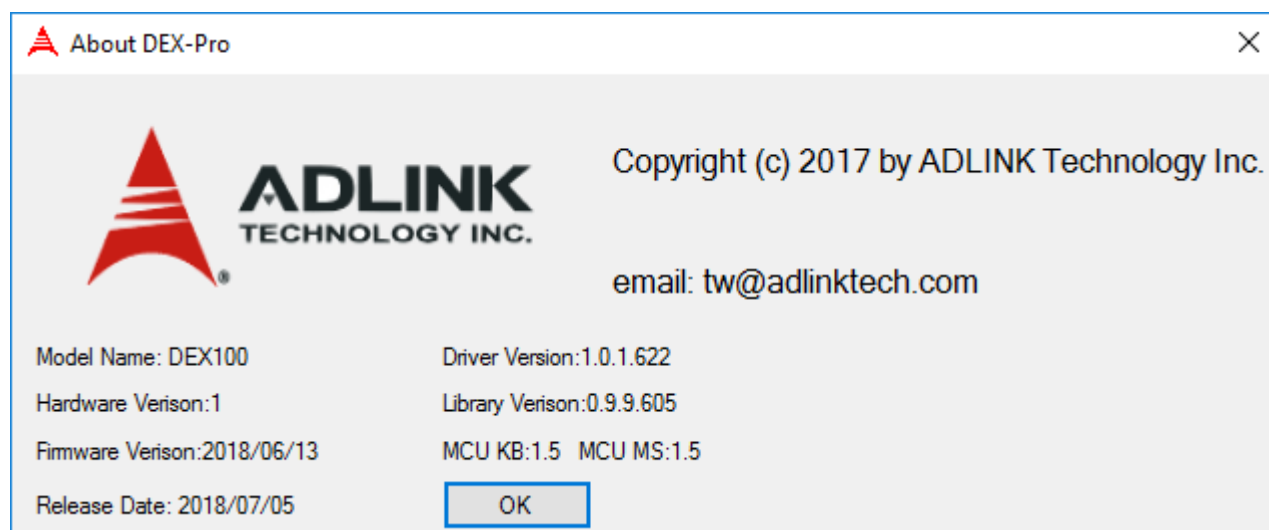 About DEX-Pro
ADLINK
TECHNOLOGY INC.
®
Copyright (c) 2017 by ADLINK Technology Inc.
email: tw@adlinktech.com
Model Name: DEX100
Driver Version:1.0.1.622
Hardware Verison:1
Library Verison:0.9.9.605
Firmware Verison:2018/06/13
MCU KB:1.5 MCU MS:1.5
Release Date: 2018/07/05
OK